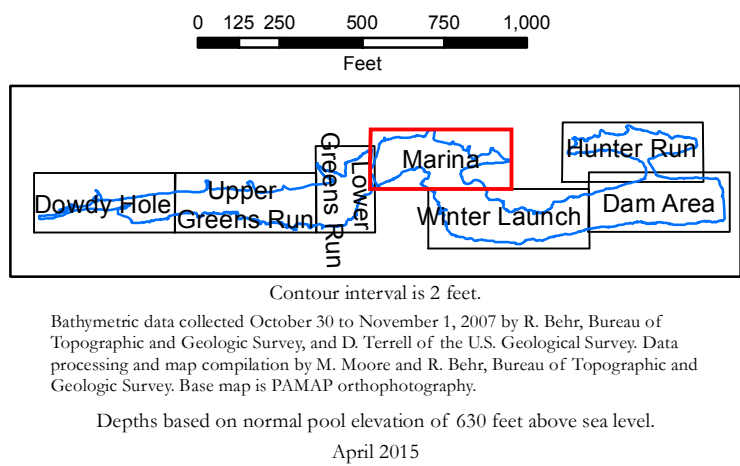 0 125 250 500 750 1,000
Feet
Greens Run
Lower
Marina
Hunter Run
Dowdy Hole
Upper
Greens Run
Winter Launch
Dam Area
Contour interval is 2 feet.
Bathymetric data collected October 30 to November 1, 2007 by R. Behr, Bureau of
Topographic and Geologic Survey, and D. Terrell of the U.S. Geological Survey. Data
processing and map compilation by M. Moore and R. Behr, Bureau of Topographic and
Geologic Survey. Base map is PAMAP orthophotography.
Depths based on normal pool elevation of 630 feet above sea level.
April 2015